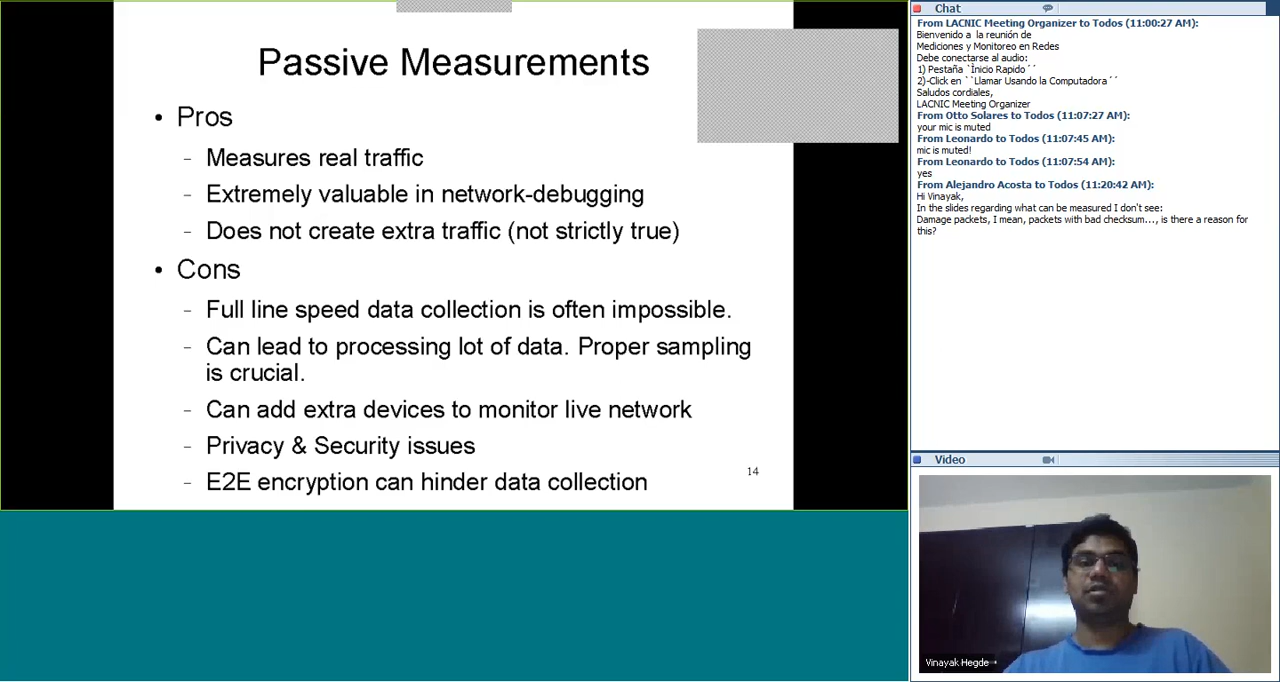 Passive Measurements
• Pros
- Measures real traffic
- Extremely valuable in network-debugging
- Does not create extra traffic (not strictly true)
• Cons
- Full line speed data collection is often impossible.
- Can lead to processing lot of data. Proper sampling
is crucial.
- Can add extra devices to monitor live network
- Privacy & Security issues
- E2E encryption can hinder data collection
14
Chat
From LACNIC Meeting Organizer to Todos (11:00:27 AM):
Bienvenido a la reunión de
Mediciones y Monitoreo en Redes
Debe conectarse al audio:
1) Pestaña `Ìnicio Rapido´´
2)-Click en ``Llamar Usando la Computadora´´
Saludos cordiales,
LACNIC Meeting Organizer
From Otto Solares to Todos (11:07:27 AM):
your mic is muted
From Leonardo to Todos (11:07:45 AM):
mic is muted!
From Leonardo to Todos (11:07:54 AM):
yes
From Alejandro Acosta to Todos (11:20:42 AM):
Hi Vinayak,
In the slides regarding what can be measured I don't see:
Damage packets, I mean, packets with bad checksum..., is there a reason for
this?
Video
Vinayak Hegde